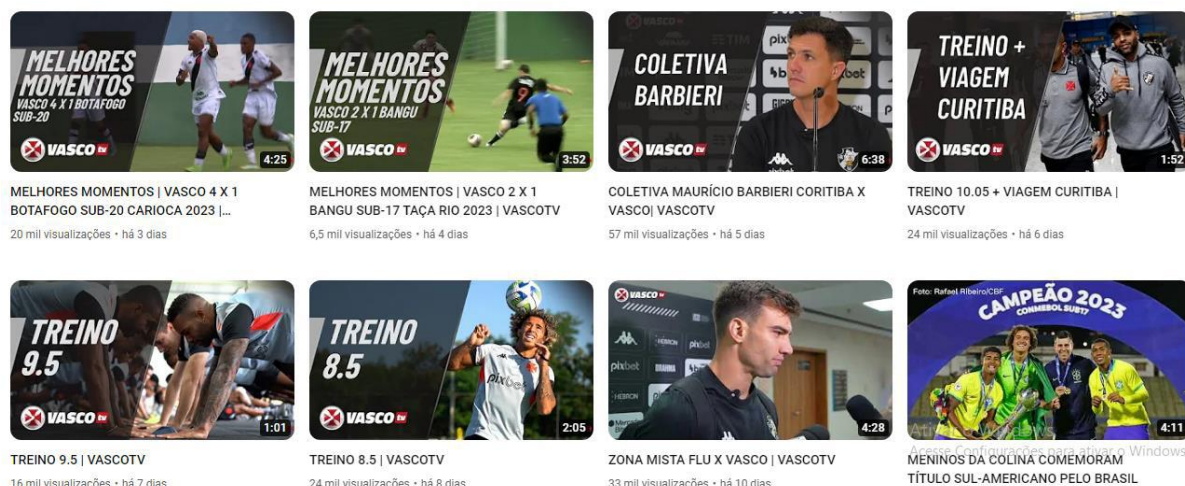 MELHORES
MOMENTOS
VASCO 4 X 1 BOTAFOGO
SUB-20
VASCO tv
4:25
MELHORES
MOMENTOS
VASCO 2 X 1 BANGU
SUB-17
VASCO tv
3:52
VASCO tv
COLETIVA
BARBIERI
VASCO tv
6:38
TREINO +
VIAGEM
CURITIBA
VASCO tv
1:52
MELHORES MOMENTOS | VASCO 4 X 1
BOTAFOGO SUB-20 CARIOCA 2023 |...
20 mil visualizações • há 3 dias
MELHORES MOMENTOS | VASCO 2 X 1
BANGU SUB-17 TAÇA RIO 2023 | VASCOTV
6,5 mil visualizações • há 4 dias
COLETIVA MAURÍCIO BARBIERI CORITIBA X
VASCO| VASCOTV
57 mil visualizações • há 5 dias
TREINO 10.05 + VIAGEM CURITIBA |
VASCOTV
24 mil visualizações • há 6 dias
TREINO
9.5
VASCO tv
1:01
TREINO
8.5
VASCO tv
pixbet
2:05
VASCO tv
pixbet
HEBRON
pixbet
BRAHMA
HEBRON
4:28
Foto: Rafael Ribeiro/CBF
CAMPEÃO 2023
CONMEBOL SUB17
4:11
TREINO 9.5 | VASCOTV
16 mil visualizações • há 7 dias
TREINO 8.5 | VASCOTV
24 mil visualizações • há 8 dias
ZONA MISTA FLU X VASCO | VASCOTV
33 mil visualizações • há 10 dias
Acesse Configurações para ativar o Windows
MENINOS DA COLINA COMEMORAM
TÍTULO SUL-AMERICANO PELO BRASIL